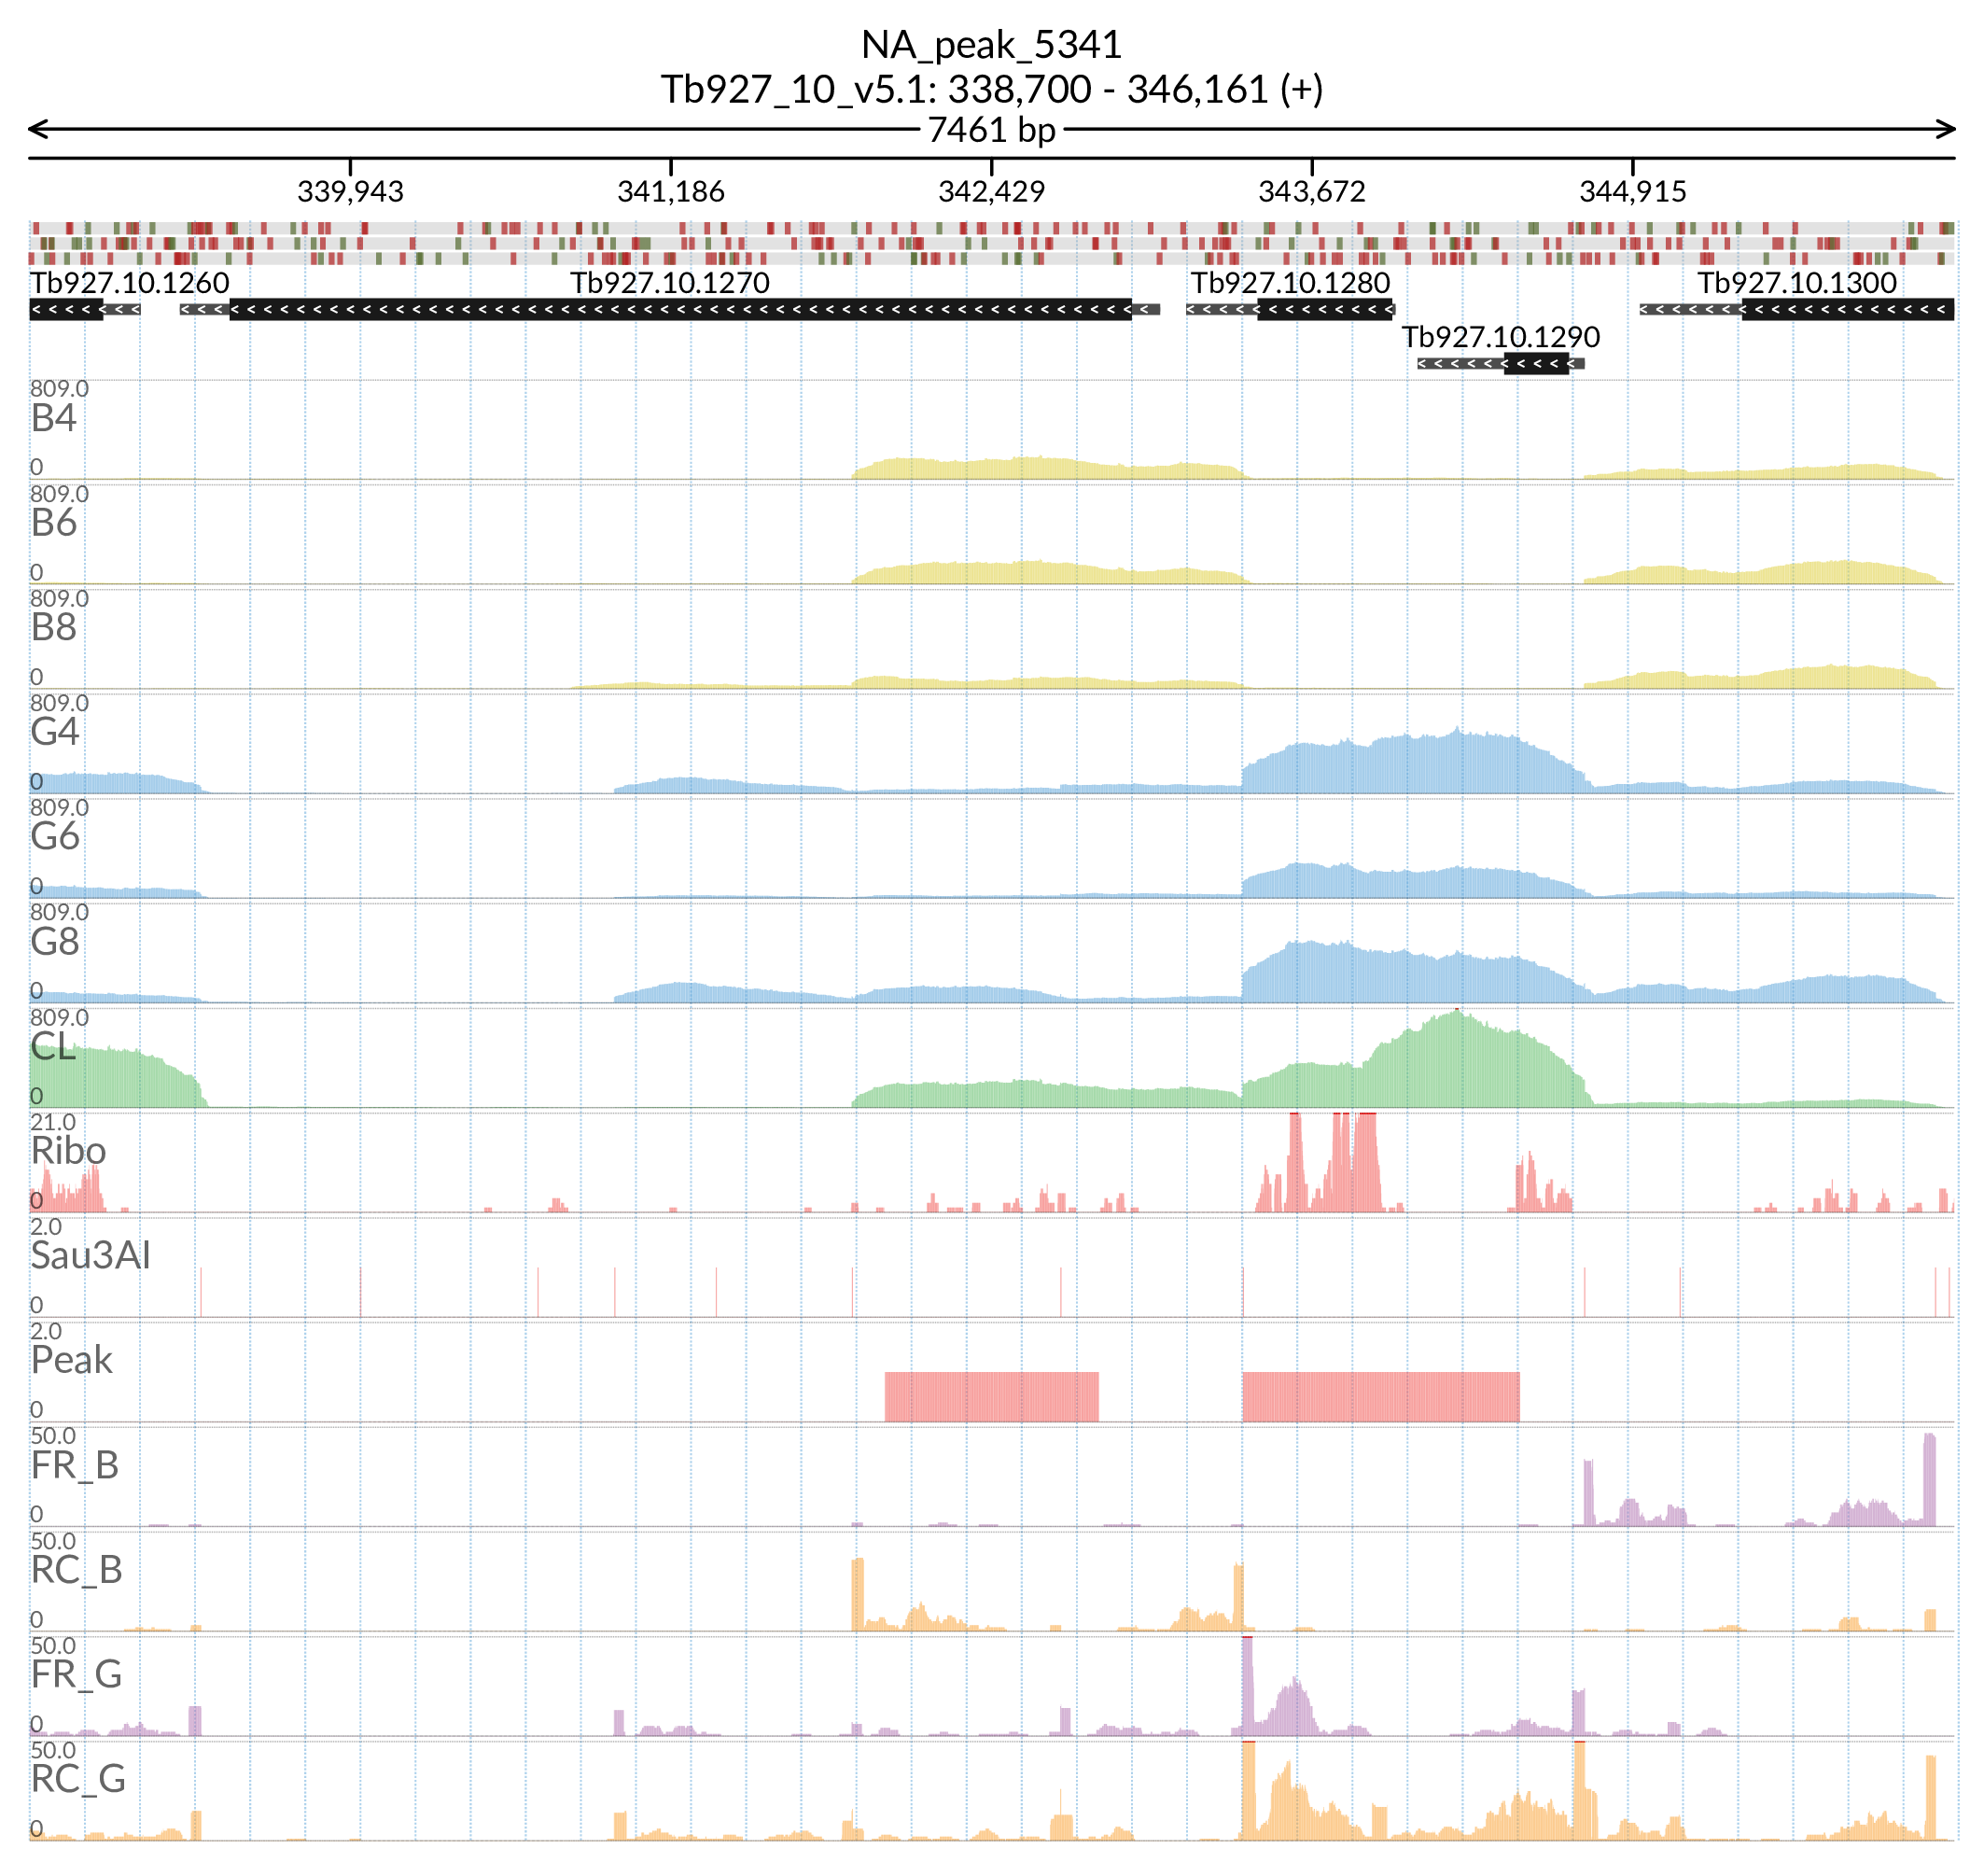 NA_peak_5341
Tb927_10_v5.1: 338,700 - 346,161 (+)
7461 bp
339,943 341,186 342,429 343,672 344,915
Tb927.10.1260 Tb927.10.1270 Tb927.10.1280 Tb927.10.1300
Tb927.10.1290
809.0
B4
0
809.0
B6
0
809.0
B8
0
809.0
G4
0
809.0
G6
0
809.0
G8
0
809.0
CL
0
21.0
Ribo
0
2.0
Sau3AI
0
2.0
Peak
0
50.0
FR_B
0
50.0
RC_B
0
50.0
FR_G
0
50.0
RC_G
0